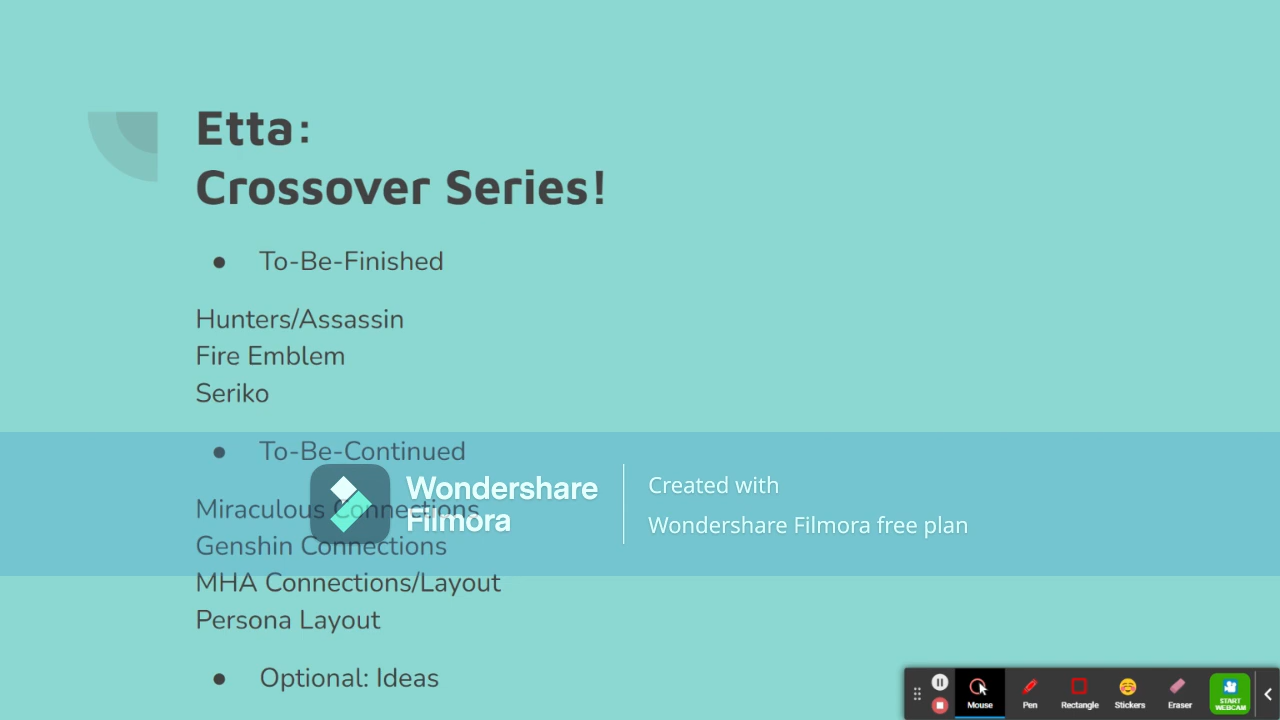 Etta:
Crossover Series!
● To-Be-Finished
Hunters/Assassin
Fire Emblem
Seriko
● To-Be-Continued
Miraculous Connections
Genshin Connections
MHA Connections/Layout
Persona Layout
● Optional: Ideas
Wondershare
Filmora
Created with
Wondershare Filmora free plan
Mouse
Pen
Rectangle
Stickers
Eraser
START
WEBCAM